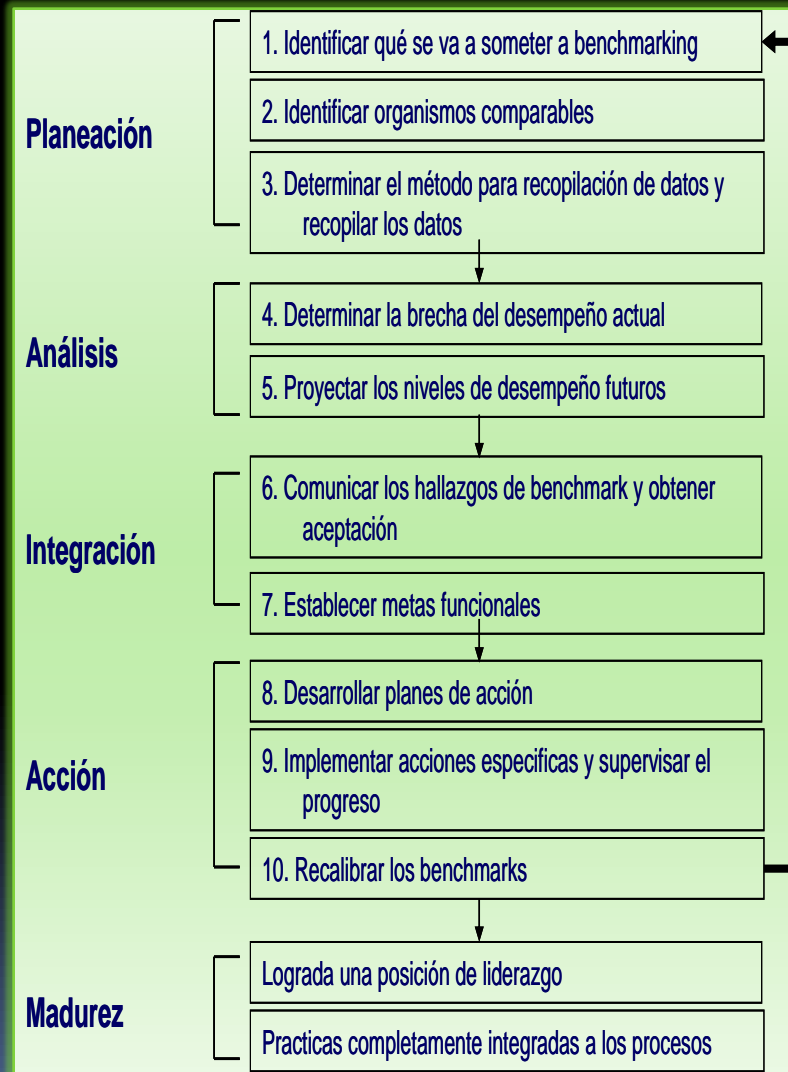 Planeación
1. Identificar qué se va a someter a benchmarking
2. Identificar organismos comparables
3. Determinar el método para recopilación de datos y
recopilar los datos
Análisis
4. Determinar la brecha del desempeño actual
5. Proyectar los niveles de desempeño futuros
Integración
6. Comunicar los hallazgos de benchmark y obtener
aceptación
7. Establecer metas funcionales
Acción
8. Desarrollar planes de acción
9. Implementar acciones especificas y supervisar el
progreso
10. Recalibrar los benchmarks
Madurez
Lograda una posición de liderazgo
Practicas completamente integradas a los procesos